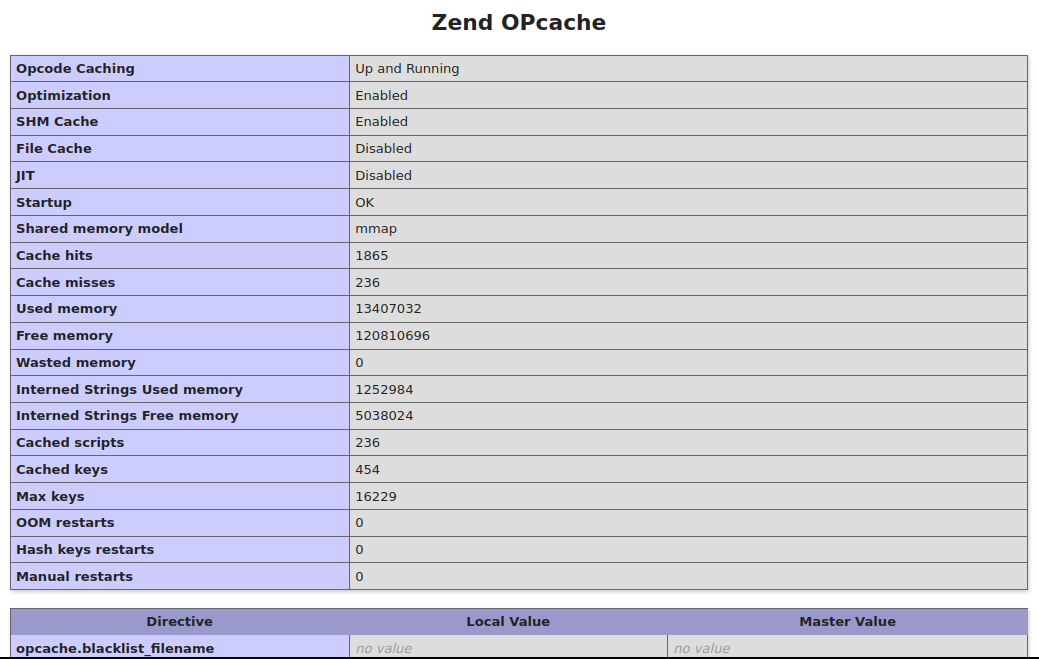 Zend OPcache
Opcode Caching Up and Running
Optimization Enabled
SHM Cache Enabled
File Cache Disabled
JIT Disabled
Startup OK
Shared memory model mmap
Cache hits 1865
Cache misses 236
Used memory 13407032
Free memory 120810696
Wasted memory 0
Interned Strings Used memory 1252984
Interned Strings Free memory 5038024
Cached scripts 236
Cached keys 454
Max keys 16229
OOM restarts 0
Hash keys restarts 0
Manual restarts 0
Directive Local Value Master Value
opcache.blacklist_filename no value no value